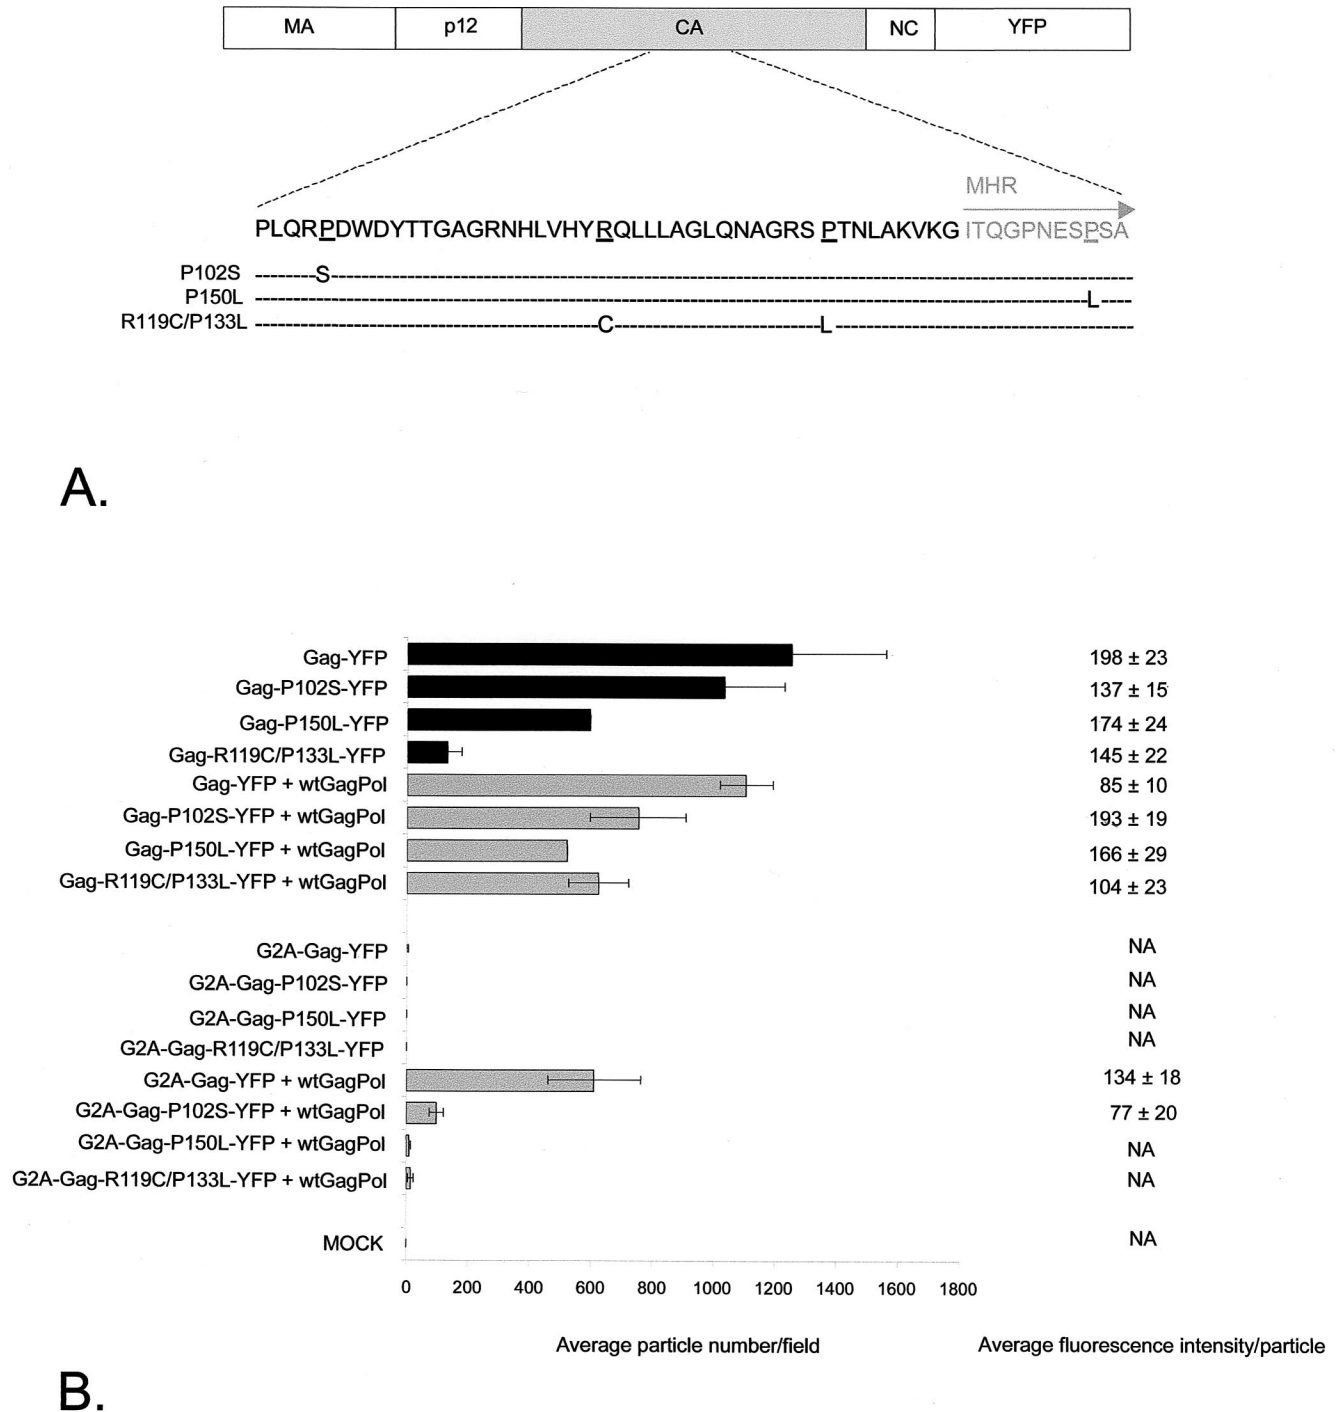 MA p12 CA NC YFP
MHR
PLQRPDWDYTTGAGRNHLVHYRQLLLAGLQNAGRS PTNLAKVKG ITQGPNESPSA
P102S --------S--------
P150L --------L----
R119C/P133L --------C--------L--------
A.
Gag-YFP 198 ± 23
Gag-P102S-YFP 137 ± 15
Gag-P150L-YFP 174 ± 24
Gag-R119C/P133L-YFP 145 ± 22
Gag-YFP + wtGagPol 85 ± 10
Gag-P102S-YFP + wtGagPol 193 ± 19
Gag-P150L-YFP + wtGagPol 166 ± 29
Gag-R119C/P133L-YFP + wtGagPol 104 ± 23
G2A-Gag-YFP NA
G2A-Gag-P102S-YFP NA
G2A-Gag-P150L-YFP NA
G2A-Gag-R119C/P133L-YFP NA
G2A-Gag-YFP + wtGagPol 134 ± 18
G2A-Gag-P102S-YFP + wtGagPol 77 ± 20
G2A-Gag-P150L-YFP + wtGagPol NA
G2A-Gag-R119C/P133L-YFP + wtGagPol NA
MOCK NA
0 200 400 600 800 1000 1200 1400 1600 1800
Average particle number/field Average fluorescence intensity/particle
B.